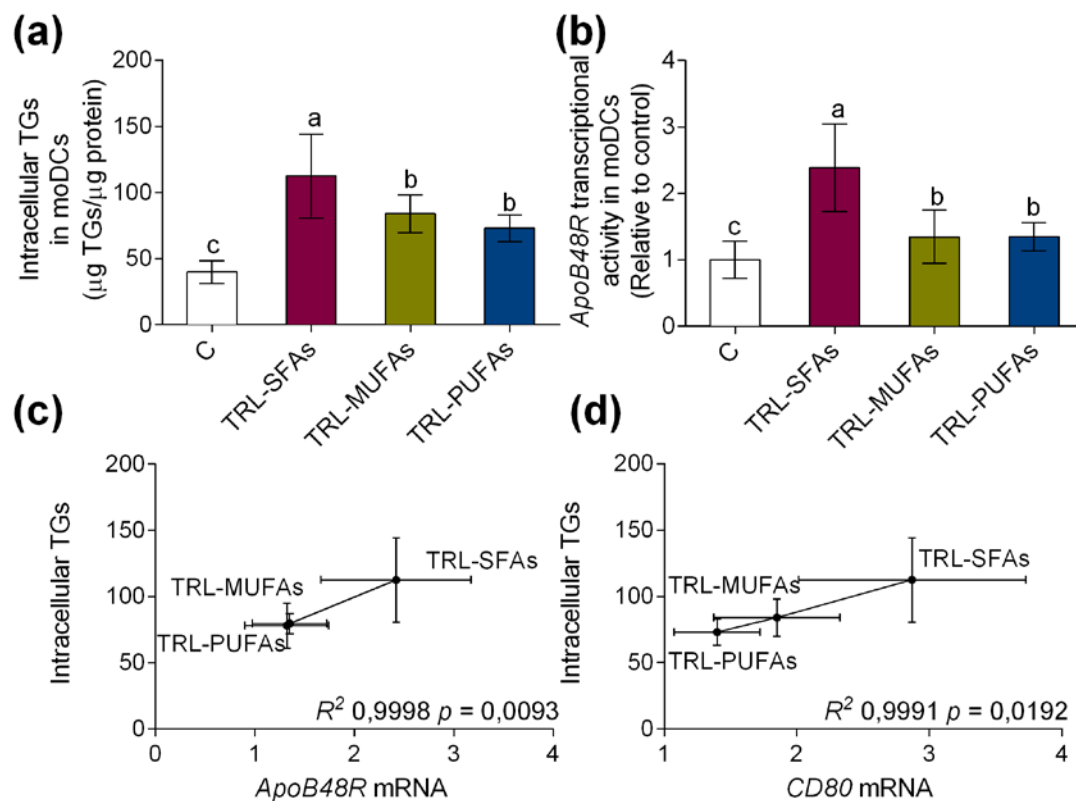 (a)
Intracellular TGs
in moDCs
(µg TGs/µg protein)
200
150
100
50
0
a
b
b
c
C
TRL-SFAs
TRL-MUFAs
TRL-PUFAs
(b)
ApoB48R transcriptional
activity in moDCs
(Relative to control)
4
3
2
1
0
a
b
b
c
C
TRL-SFAs
TRL-MUFAs
TRL-PUFAs
(c)
Intracellular TGs
200
150
100
50
0
TRL-SFAs
TRL-MUFAs
TRL-PUFAs
R² 0,9998 p = 0,0093
0 1 2 3 4
ApoB48R mRNA
(d)
Intracellular TGs
200
150
100
50
0
TRL-SFAs
TRL-MUFAs
TRL-PUFAs
R² 0,9991 p = 0,0192
1 2 3 4
CD80 mRNA